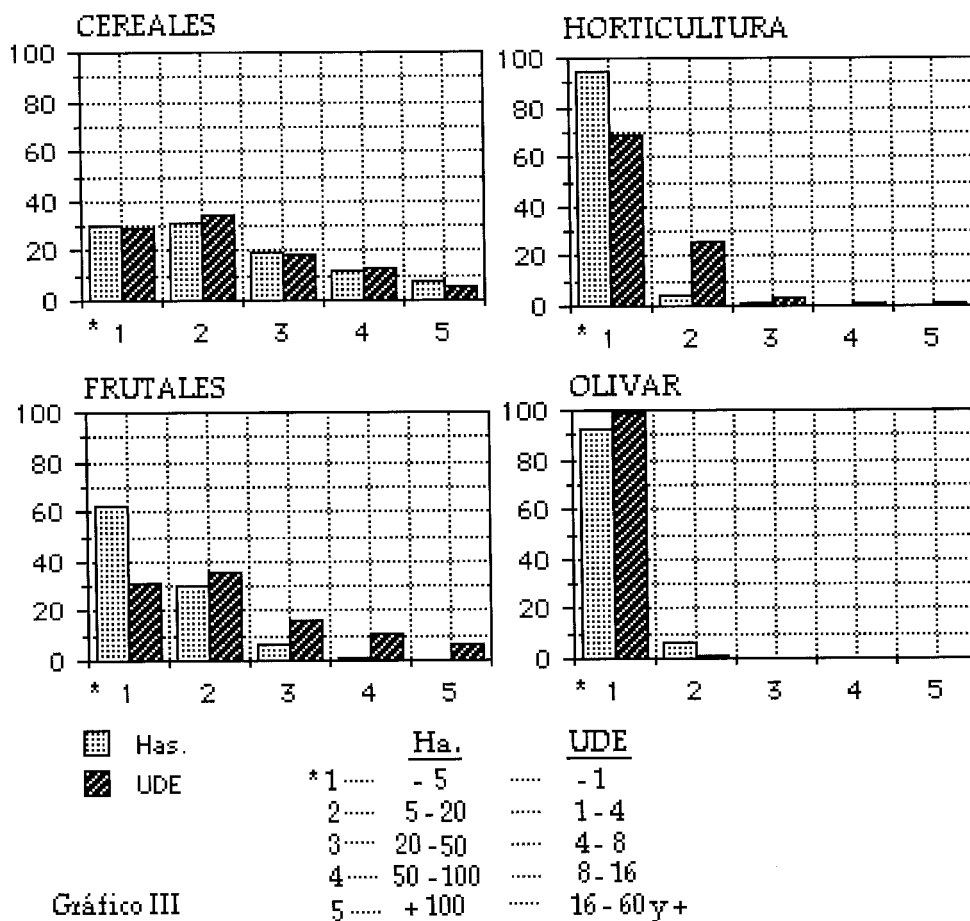 CEREALES
100
80
60
40
20
0
* 1 2 3 4 5
HORTICULTURA
100
80
60
40
20
0
* 1 2 3 4 5
FRUTALES
100
80
60
40
20
0
* 1 2 3 4 5
OLIVAR
100
80
60
40
20
0
* 1 2 3 4 5
Has.
UDE
Ha. UDE
*1 ..... - 5 ..... - 1
2 ..... 5 - 20 ..... 1 - 4
3 ..... 20 - 50 ..... 4 - 8
4 ..... 50 - 100 ..... 8 - 16
5 ..... + 100 ..... 16 - 60 y +
Gráfico III